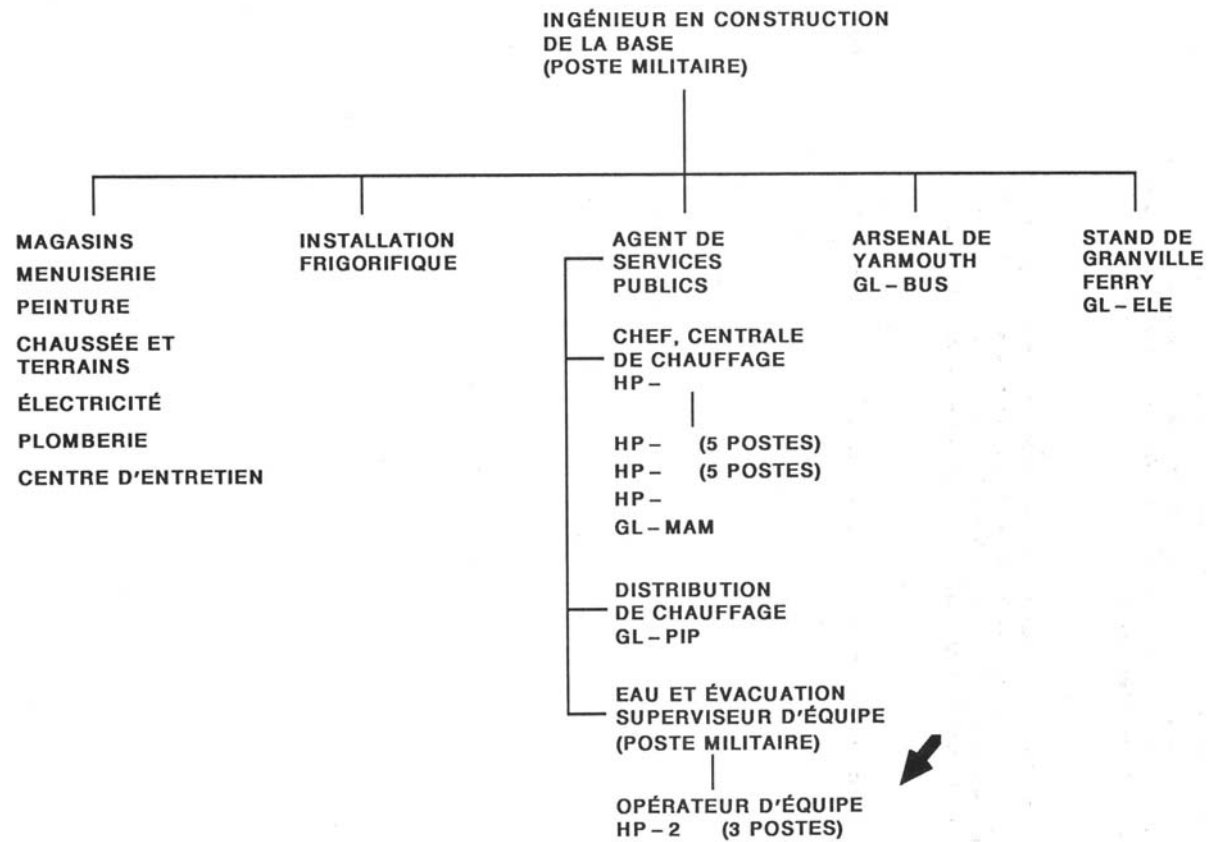 INGÉNIEUR EN CONSTRUCTION
DE LA BASE
(POSTE MILITAIRE)
MAGASINS
MENUISERIE
PEINTURE
CHAUSSÉE ET
TERRAINS
ÉLECTRICITÉ
PLOMBERIE
CENTRE D'ENTRETIEN
INSTALLATION
FRIGORIFIQUE
AGENT DE
SERVICES
PUBLICS
CHEF, CENTRALE
DE CHAUFFAGE
HP –
HP – (5 POSTES)
HP – (5 POSTES)
HP –
GL – MAM
DISTRIBUTION
DE CHAUFFAGE
GL – PIP
EAU ET ÉVACUATION
SUPERVISEUR D'ÉQUIPE
(POSTE MILITAIRE)
OPÉRATEUR D'ÉQUIPE
HP – 2 (3 POSTES)
ARSENAL DE
YARMOUTH
GL – BUS
STAND DE
GRANVILLE
FERRY
GL – ELE